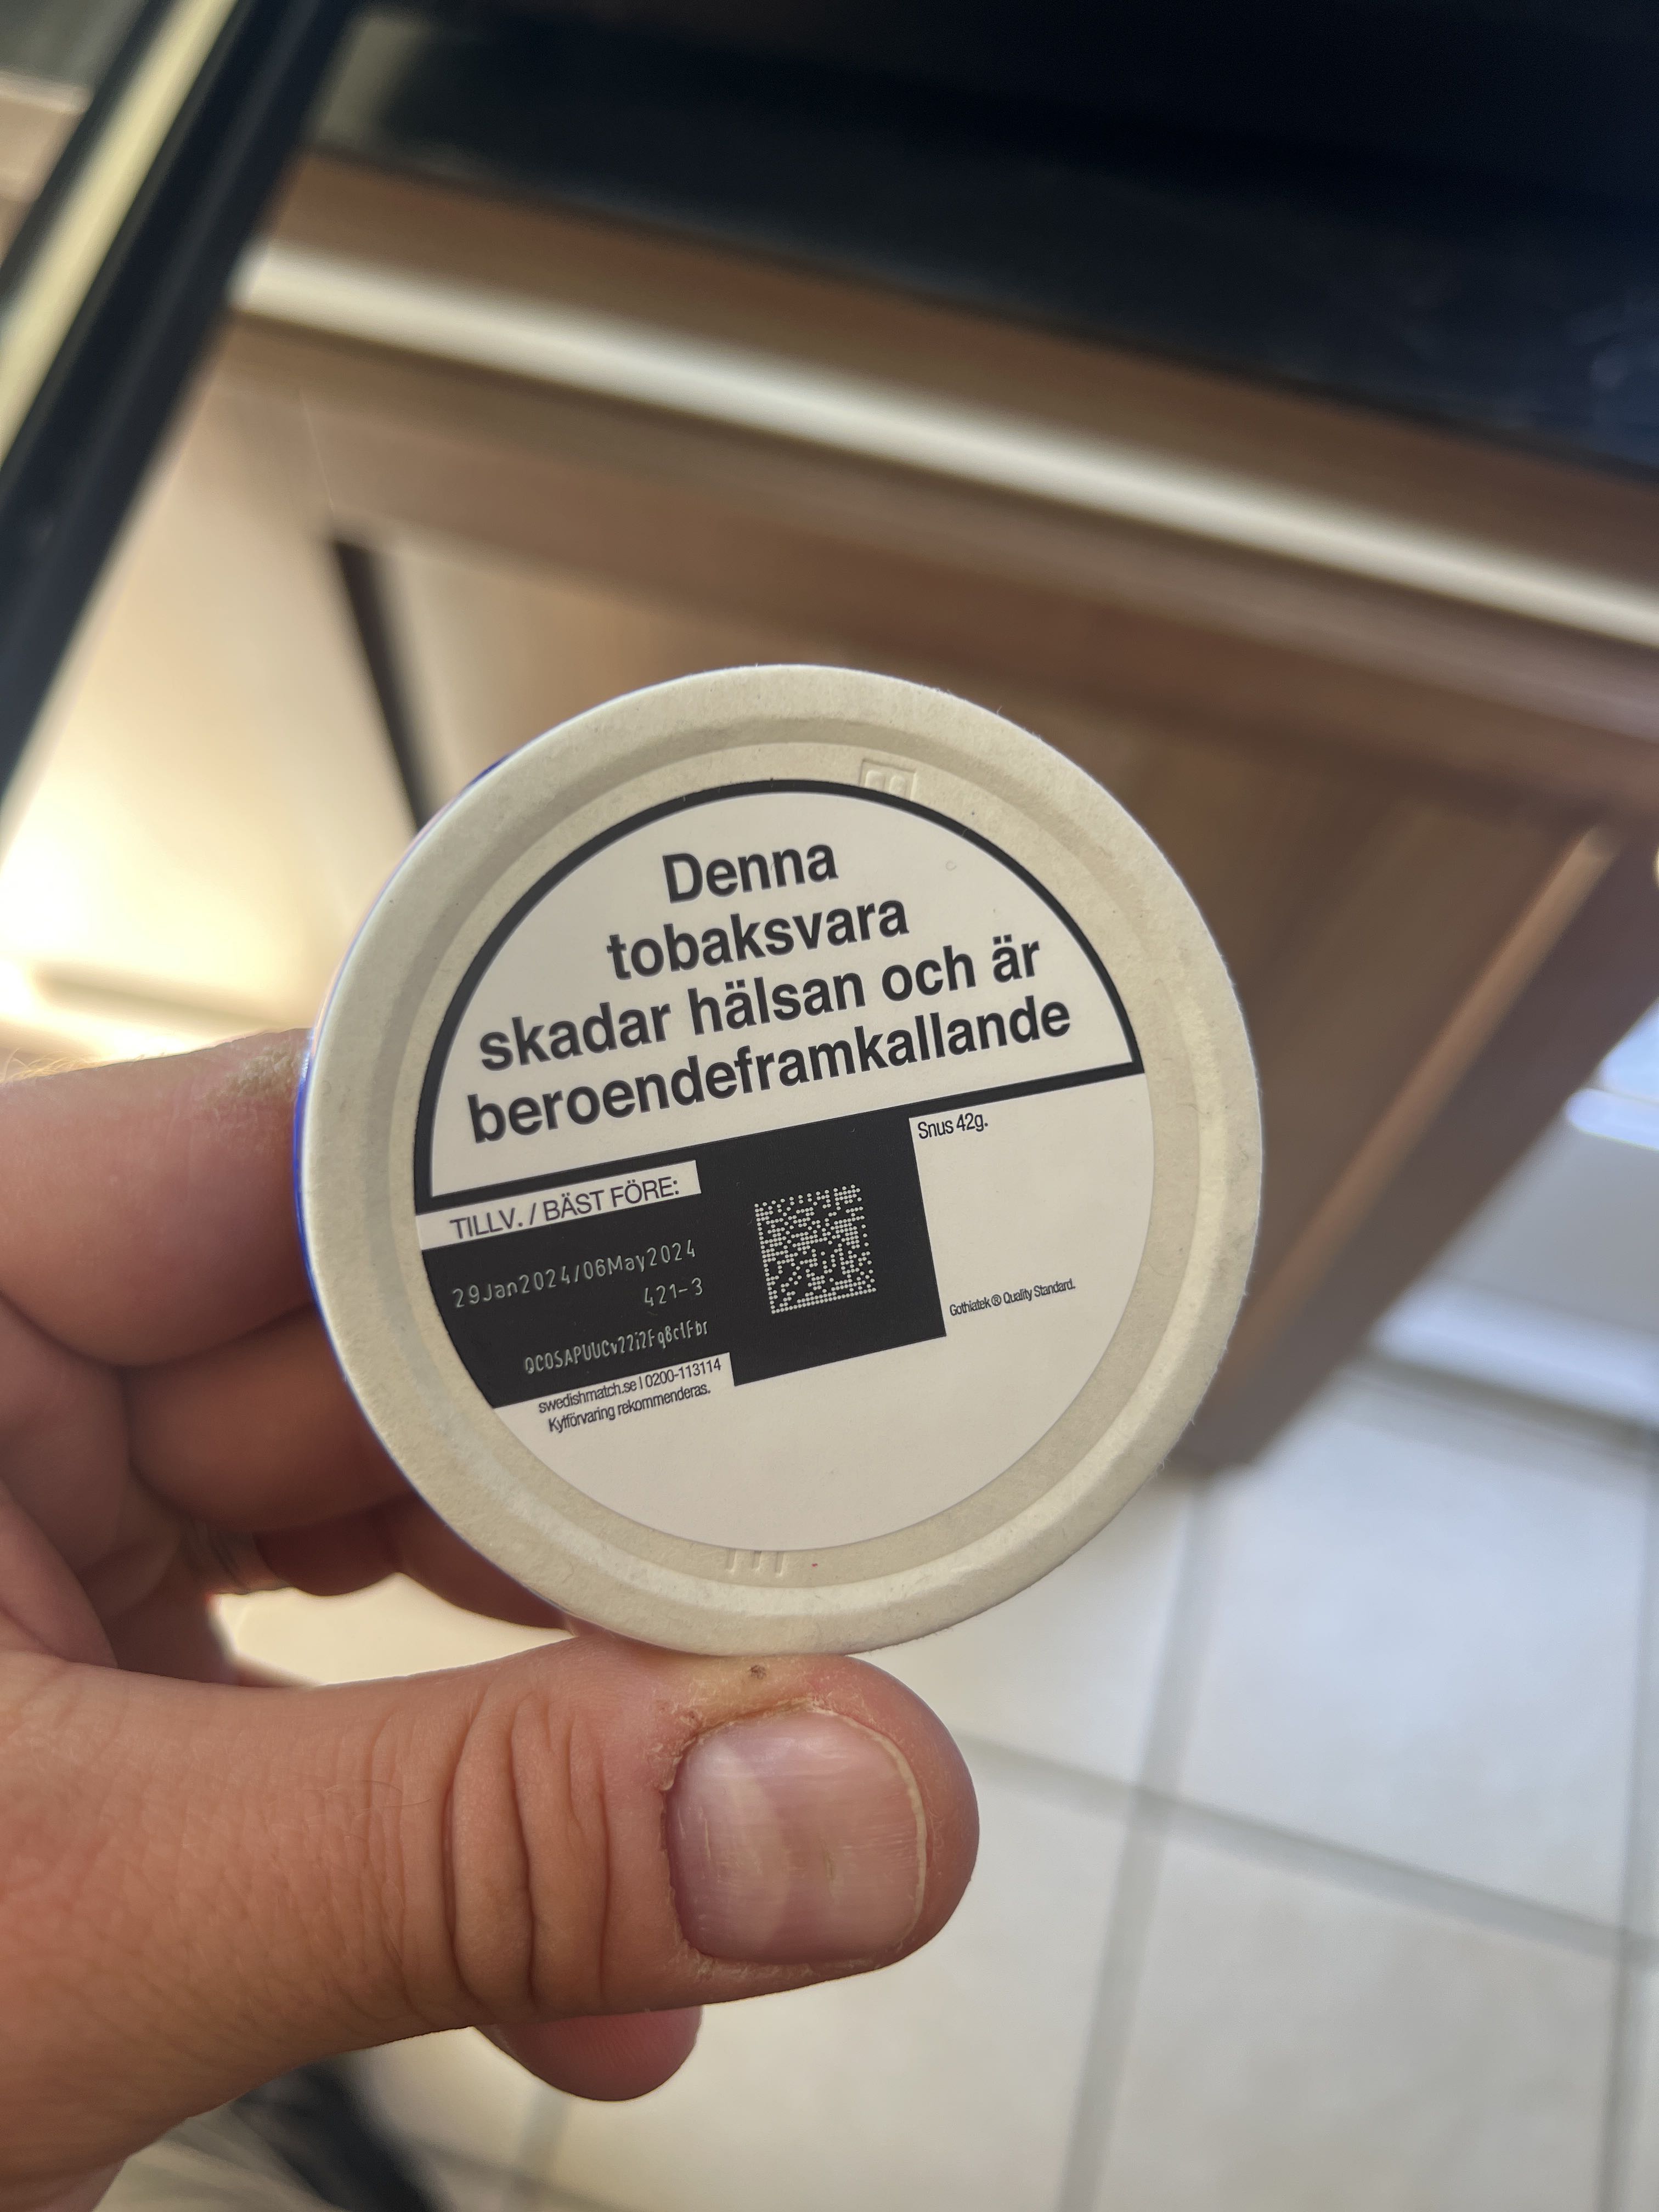 Denna
tobaksvara
skadar hälsan och är
beroendeframkallande
TILLV. / BÄST FÖRE:
29Jan2024/06May2024
421-3
swedishmatch.se | 0200-113114
Kylförvaring rekommenderas.
Snus 42g.
Gothiatek® Quality Standard.